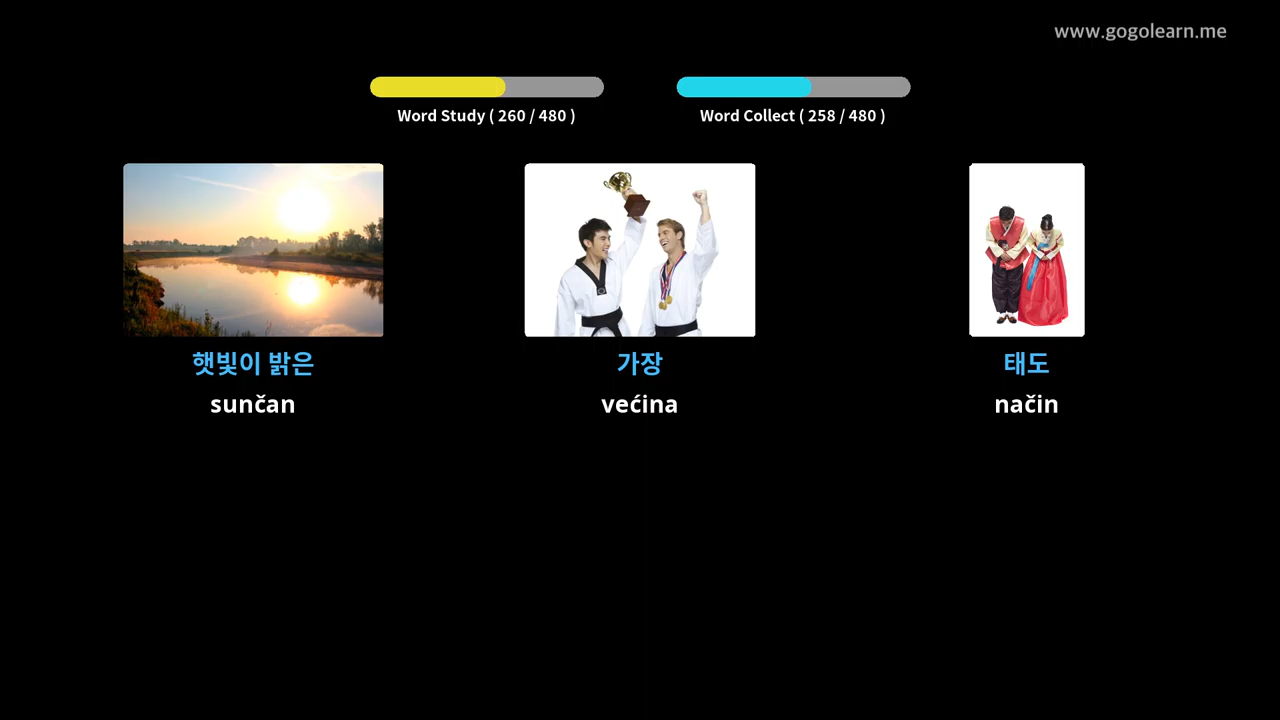 www.gogolearn.me
Word Study ( 260 / 480 )
Word Collect ( 258 / 480 )
햇빛이 밝은
sunčan
가장
većina
태도
način